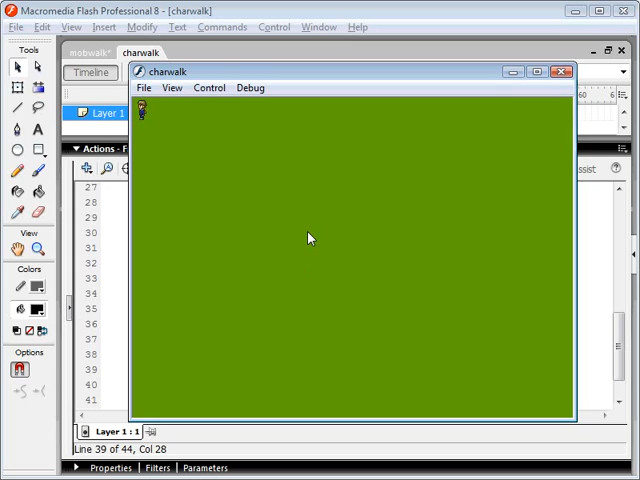 Macromedia Flash Professional 8 - [charwalk]
File Edit View Insert Modify Text Commands Control Window Help
Tools
mobwalk* charwalk
Timeline
charwalk
File View Control Debug
60 6
Layer 1
Actions - F
sist
27
28
29
30
31
32
33
34
35
36
37
38
39
40
41
A
View
Colors
Options
Layer 1 : 1
Line 39 of 44, Col 28
Properties Filters Parameters